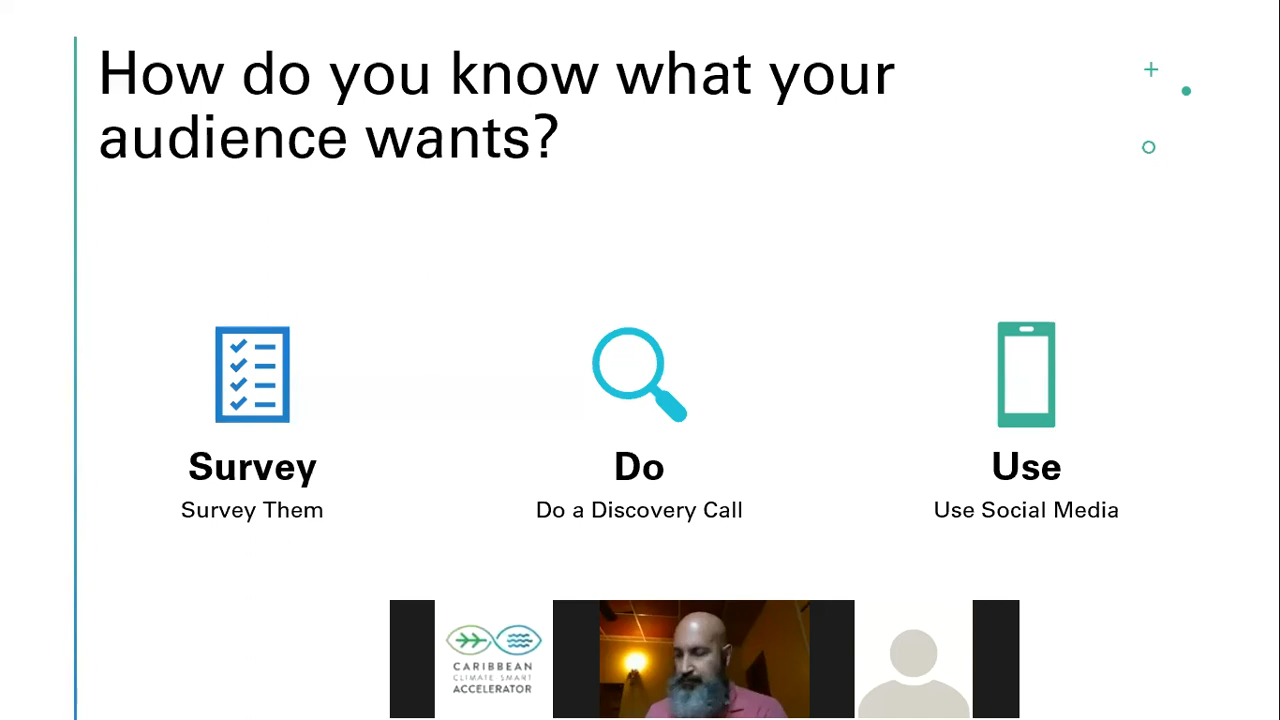 How do you know what your
audience wants?
Survey
Survey Them
Do
Do a Discovery Call
Use
Use Social Media
CARIBBEAN
CLIMATE SMART
ACCELERATOR